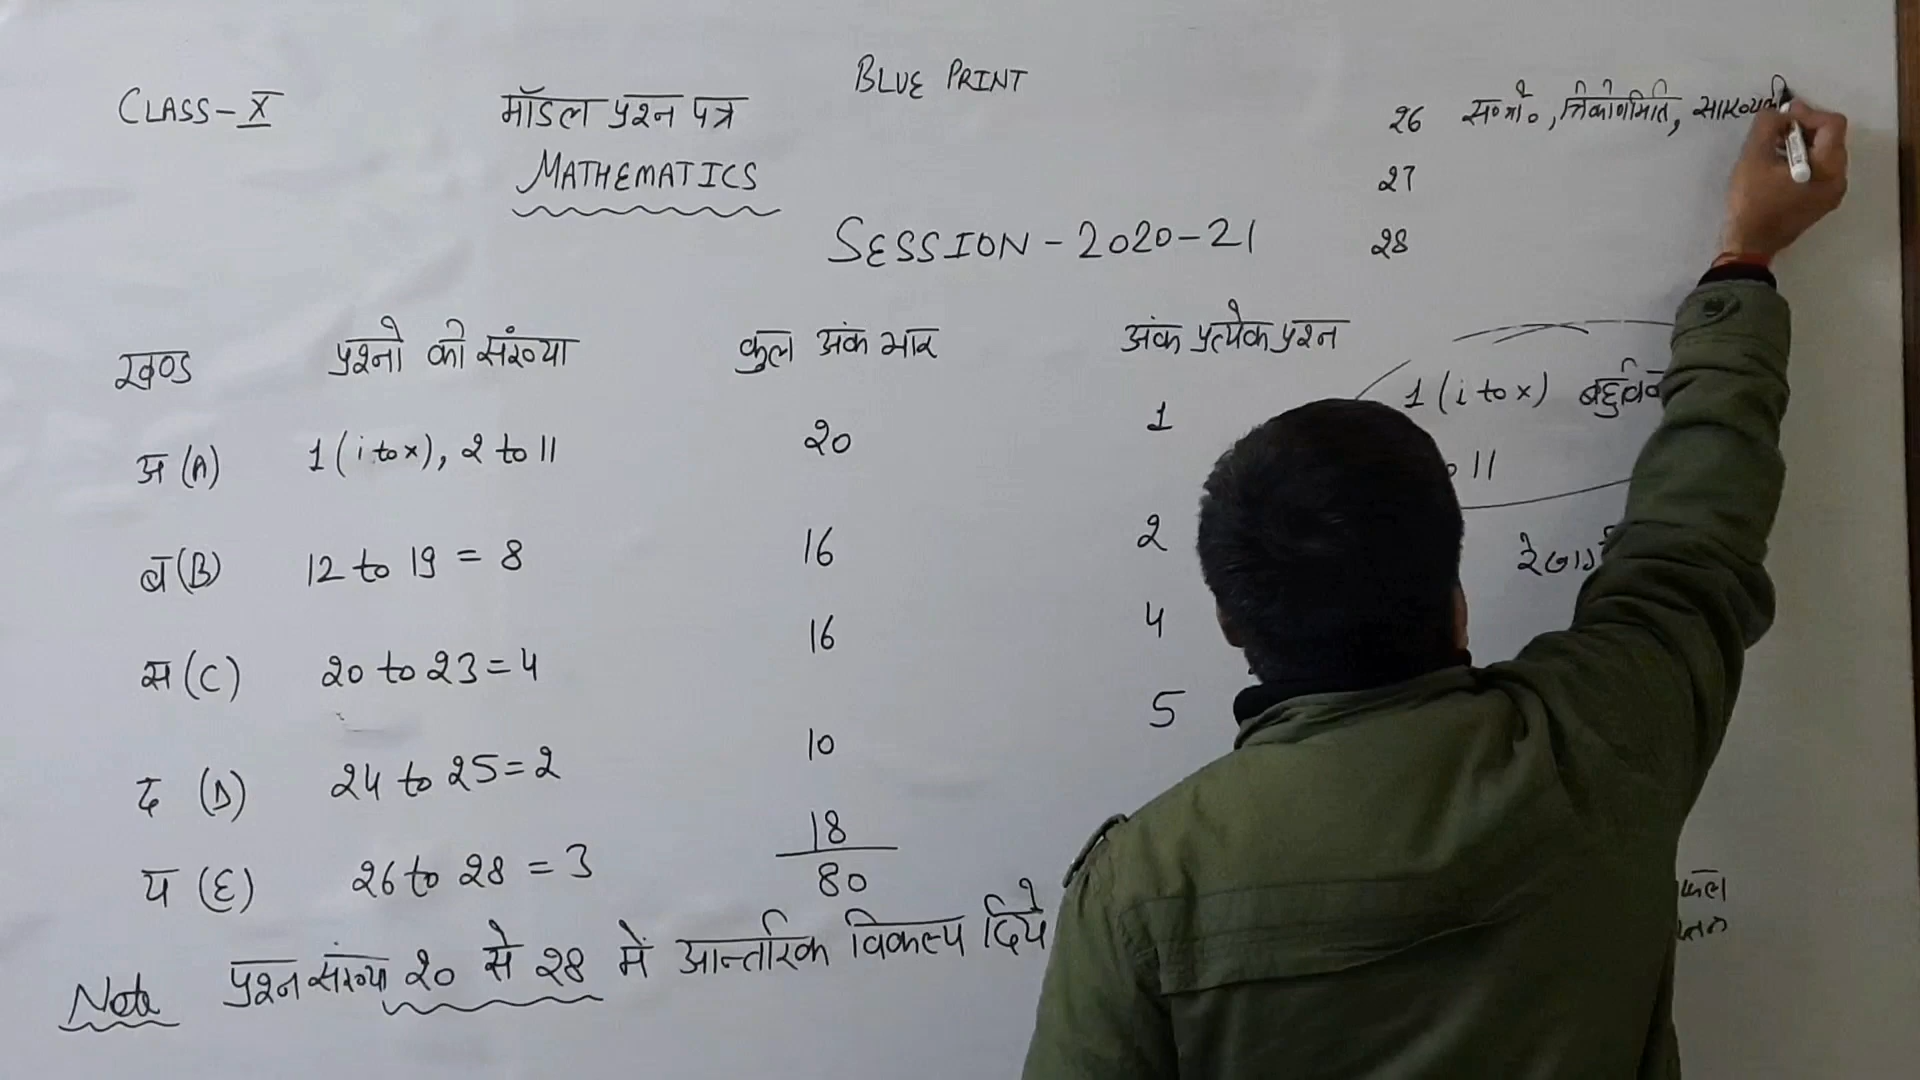 BLUE PRINT
CLASS-X
मॉडल प्रश्न पत्र
MATHEMATICS
SESSION - 2020-21
26 स०श्रे०, त्रिकोणमिति,
27
28
खण्ड प्रश्नो की संख्या कुल अंक भार अंक प्रत्येक प्रश्न
अ (A) 1 (i to x), 2 to 11 20 1 1 (i to x)
11
ब (B) 12 to 19 = 8 16 2
स (C) 20 to 23 = 4 16 4
द (D) 24 to 25 = 2 10 5
य (E) 26 to 28 = 3 18
80
Note प्रश्न संख्या 20 से 28 में आन्तरिक विकल्प दिये